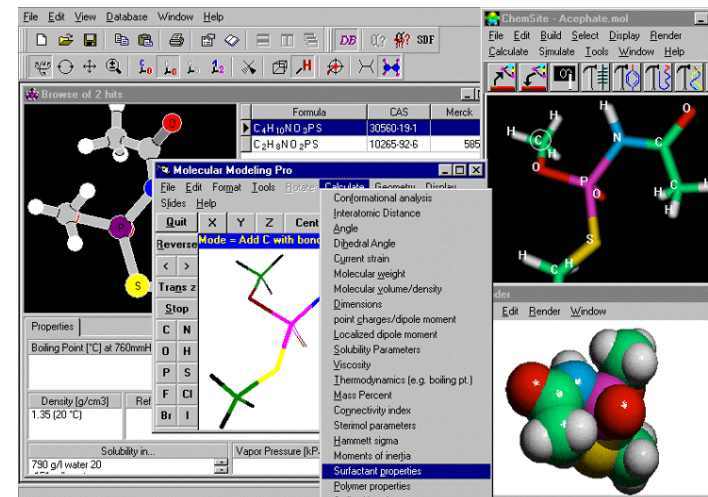 File Edit View Database Window Help
DB SDF
Browse of 2 hits
Formula CAS Merck
C4H10NO3PS 30560-19-1
C2H8NO2PS 10265-92-6 585
O
P
S
Properties
Boiling Point [°C] at 760mmH
Density [g/cm3] Ref
1.35 (20 °C)
Solubility in... Vapor Pressure [kP
790 g/l water 20
Molecular Modeling Pro
File Edit Format Tools Rotate Calculate Geometry Display
Slides Help
Quit X Y Z Cent
Reverse Mode = Add C with bond
< >
Trans z
Stop
C N
O H
P S
F Cl
Br I
Conformational analysis
Interatomic Distance
Angle
Dihedral Angle
Current strain
Molecular weight
Molecular volume/density
Dimensions
point charges/dipole moment
Localized dipole moment
Solubility Parameters
Viscosity
Thermodynamics (e.g. boiling pt.)
Mass Percent
Connectivity index
Sterimol parameters
Hammett sigma
Moments of inertia
Surfactant properties
Polymer properties
ChemSite - Acephate.mol
File Edit Build Select Display Render
Calculate Simulate Tools Window Help
H
H C H O
H N C
O P O C H
H H
S
H C H
H
der
Edit Render Window